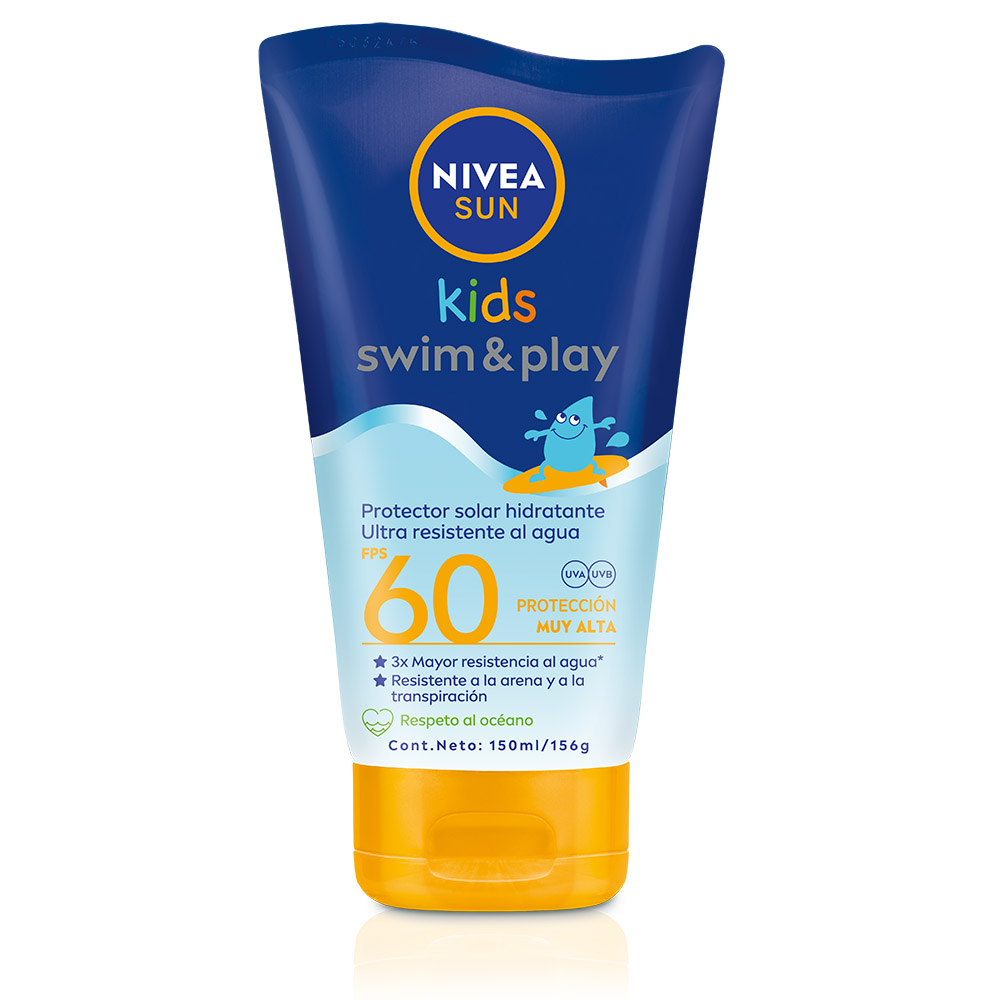 NIVEA
SUN
kids
swim & play
Protector solar hidratante
Ultra resistente al agua
FPS
60
UVA UVB
PROTECCIÓN
MUY ALTA
3x Mayor resistencia al agua*
Resistente a la arena y a la
transpiración
Respeto al océano
Cont.Neto: 150ml/156g